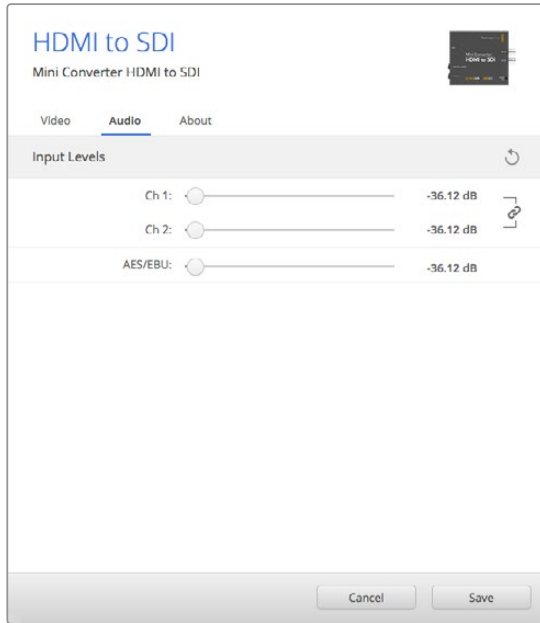 HDMI to SDI
Mini Converter HDMI to SDI
Video Audio About
Input Levels
Ch 1: -36.12 dB
Ch 2: -36.12 dB
AES/EBU: -36.12 dB
Cancel Save